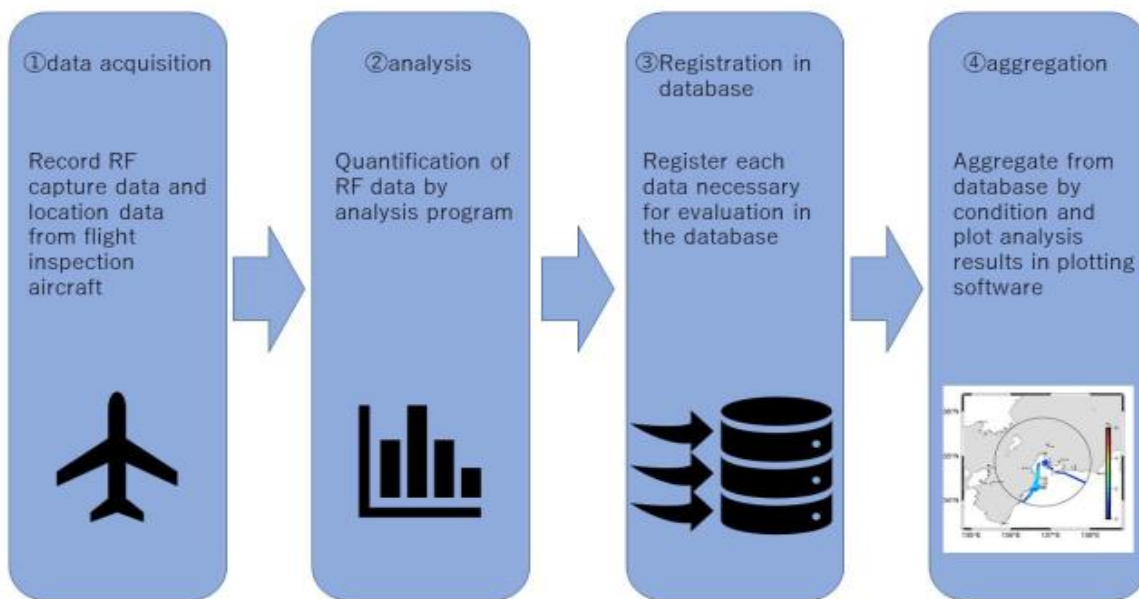 ①data acquisition
Record RF
capture data and
location data
from flight
inspection
aircraft
②analysis
Quantification of
RF data by
analysis program
③Registration in
database
Register each
data necessary
for evaluation in
the database
④aggregation
Aggregate from
database by
condition and
plot analysis
results in plotting
software